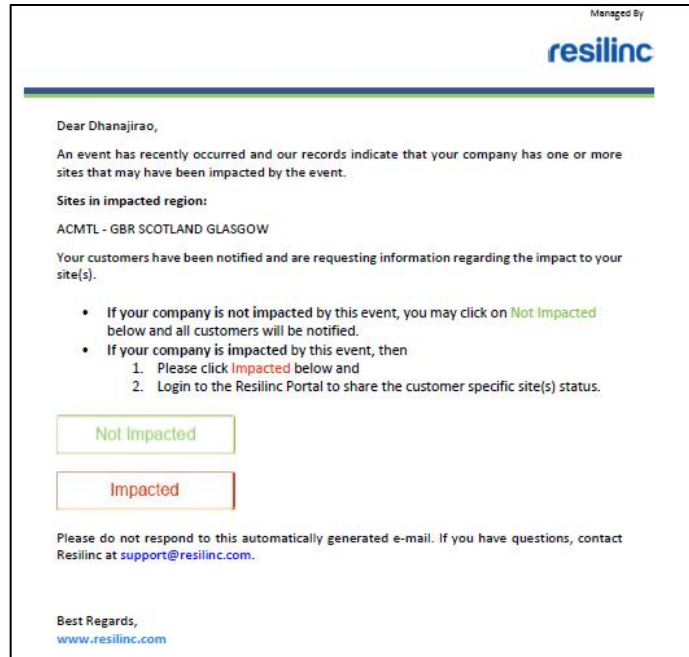 Managed By
resilinc
Dear Dhanajirao,
An event has recently occurred and our records indicate that your company has one or more
sites that may have been impacted by the event.
Sites in impacted region:
ACMTL - GBR SCOTLAND GLASGOW
Your customers have been notified and are requesting information regarding the impact to your
site(s).
• If your company is not impacted by this event, you may click on Not Impacted
below and all customers will be notified.
• If your company is impacted by this event, then
1. Please click Impacted below and
2. Login to the Resilinc Portal to share the customer specific site(s) status.
Not Impacted
Impacted
Please do not respond to this automatically generated e-mail. If you have questions, contact
Resilinc at support@resilinc.com.
Best Regards,
www.resilinc.com